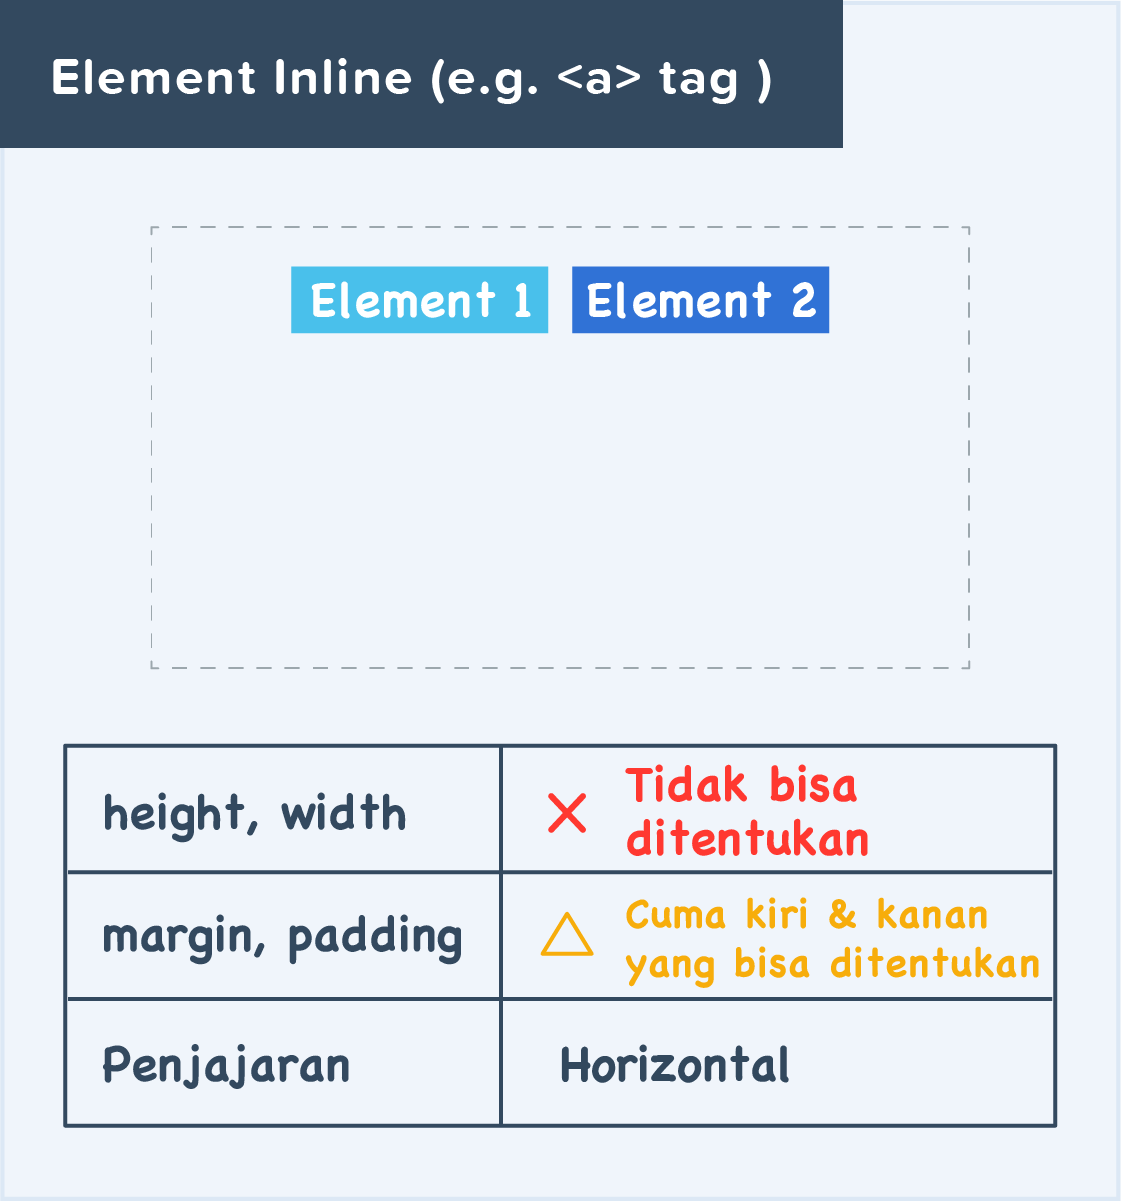 Element Inline (e.g. <a> tag )
Element 1 Element 2
height, width
Tidak bisa
ditentukan
margin, padding
Cuma kiri & kanan
yang bisa ditentukan
Penjajaran
Horizontal